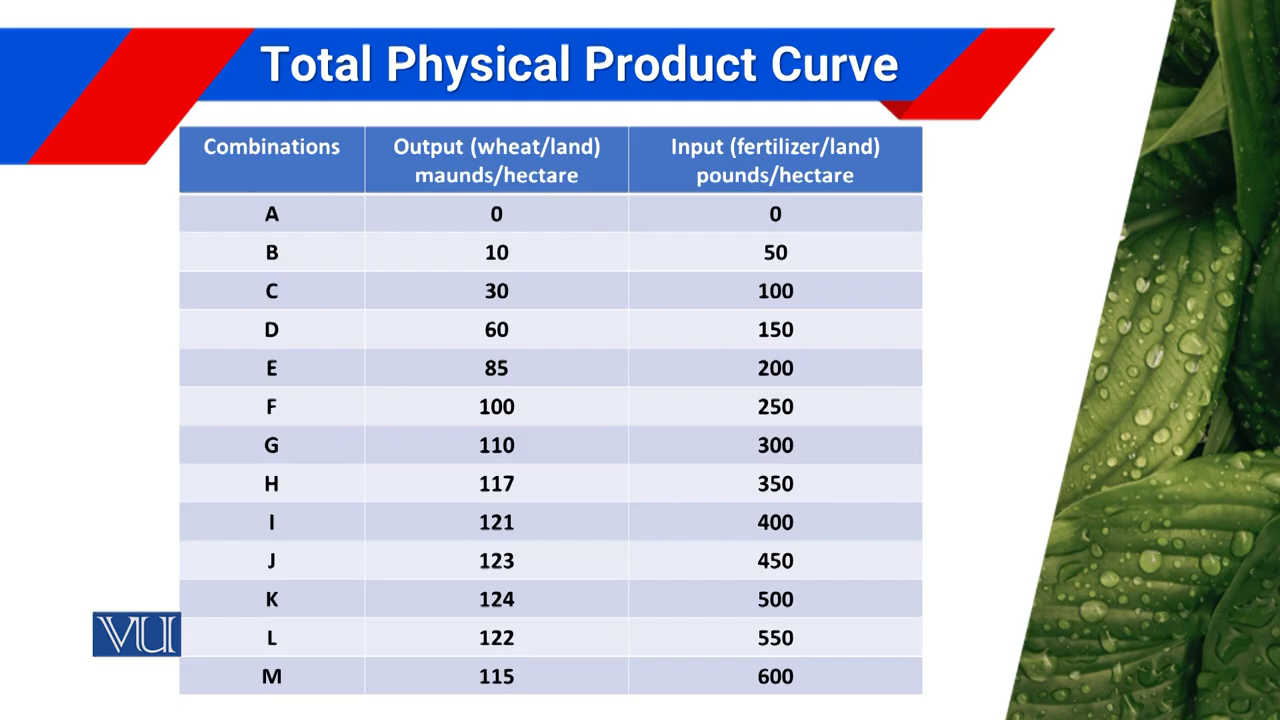 Total Physical Product Curve
Combinations Output (wheat/land) Input (fertilizer/land)
maunds/hectare pounds/hectare
A 0 0
B 10 50
C 30 100
D 60 150
E 85 200
F 100 250
G 110 300
H 117 350
I 121 400
J 123 450
K 124 500
L 122 550
M 115 600
VU